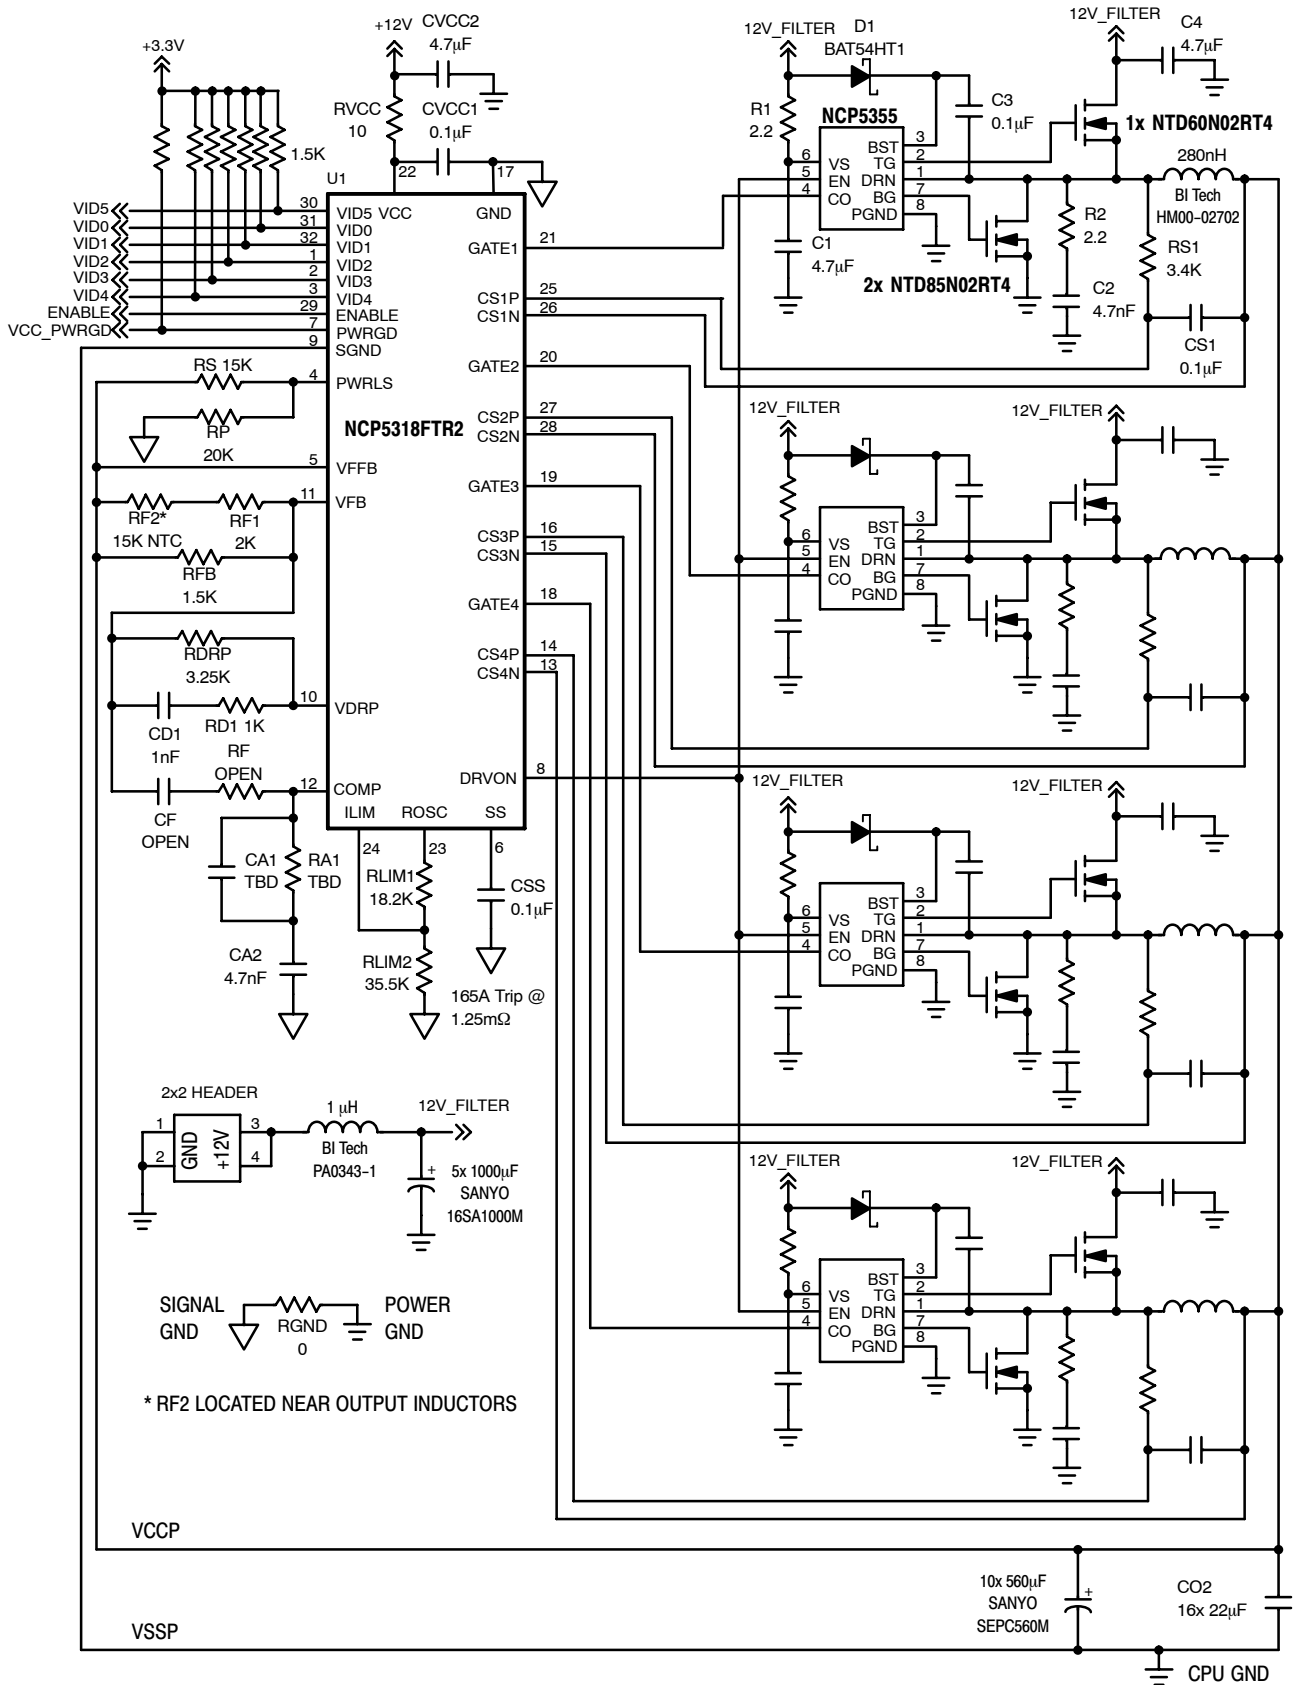 +3.3V
+12V
CVCC2
4.7µF
RVCC
10
CVCC1
0.1µF
1.5K
22
17
U1
VID5
VID0
VID1
VID2
VID3
VID4
ENABLE
VCC_PWRGD
30
31
32
1
2
3
29
7
9
VID5 VCC
GND
VID0
VID1
VID2
VID3
VID4
ENABLE
PWRGD
SGND
RS 15K
4
PWRLS
RP
20K
NCP5318FTR2
5
VFFB
11
VFB
RF2*
15K NTC
RF1
2K
RFB
1.5K
RDRP
3.25K
10
VDRP
CD1
1nF
RD1 1K
RF
OPEN
12
COMP
CF
OPEN
ILIM
ROSC
SS
24
23
6
CA1
TBD
RA1
TBD
RLIM1
18.2K
CSS
0.1µF
CA2
4.7nF
RLIM2
35.5K
165A Trip @
1.25mΩ
GATE1
21
CS1P
25
CS1N
26
GATE2
20
CS2P
27
CS2N
28
GATE3
19
CS3P
16
CS3N
15
GATE4
18
CS4P
14
CS4N
13
DRVON
8
12V_FILTER
D1
BAT54HT1
12V_FILTER
C4
4.7µF
R1
2.2
NCP5355
C3
0.1µF
1x NTD60N02RT4
6
5
4
VS
EN
CO
BST
TG
DRN
BG
PGND
3
2
1
7
8
280nH
BI Tech
HM00-02702
C1
4.7µF
2x NTD85N02RT4
R2
2.2
RS1
3.4K
C2
4.7nF
CS1
0.1µF
12V_FILTER
12V_FILTER
6
5
4
VS
EN
CO
BST
TG
DRN
BG
PGND
3
2
1
7
8
12V_FILTER
12V_FILTER
6
5
4
VS
EN
CO
BST
TG
DRN
BG
PGND
3
2
1
7
8
12V_FILTER
12V_FILTER
6
5
4
VS
EN
CO
BST
TG
DRN
BG
PGND
3
2
1
7
8
2x2 HEADER
1
2
GND
+12V
3
4
1 µH
BI Tech
PA0343-1
12V_FILTER
+
5x 1000µF
SANYO
16SA1000M
SIGNAL
GND
RGND
0
POWER
GND
* RF2 LOCATED NEAR OUTPUT INDUCTORS
VCCP
10x 560µF
SANYO
SEPC560M
+
CO2
16x 22µF
VSSP
CPU GND